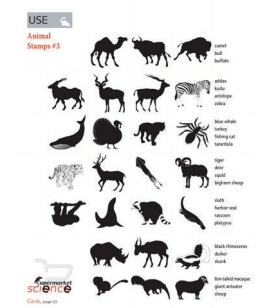 USE
Animal
Stamps #3
camel
bull
buffalo
addax
kudu
antelope
zebra
blue whale
turkey
fishing cat
tarantula
tiger
deer
squid
bighorn sheep
sloth
harbor seal
raccoon
platypus
black rhinoceros
duiker
skunk
lion-tailed macaque
giant anteater
sheep
Supermarket
science
Cards, page 23